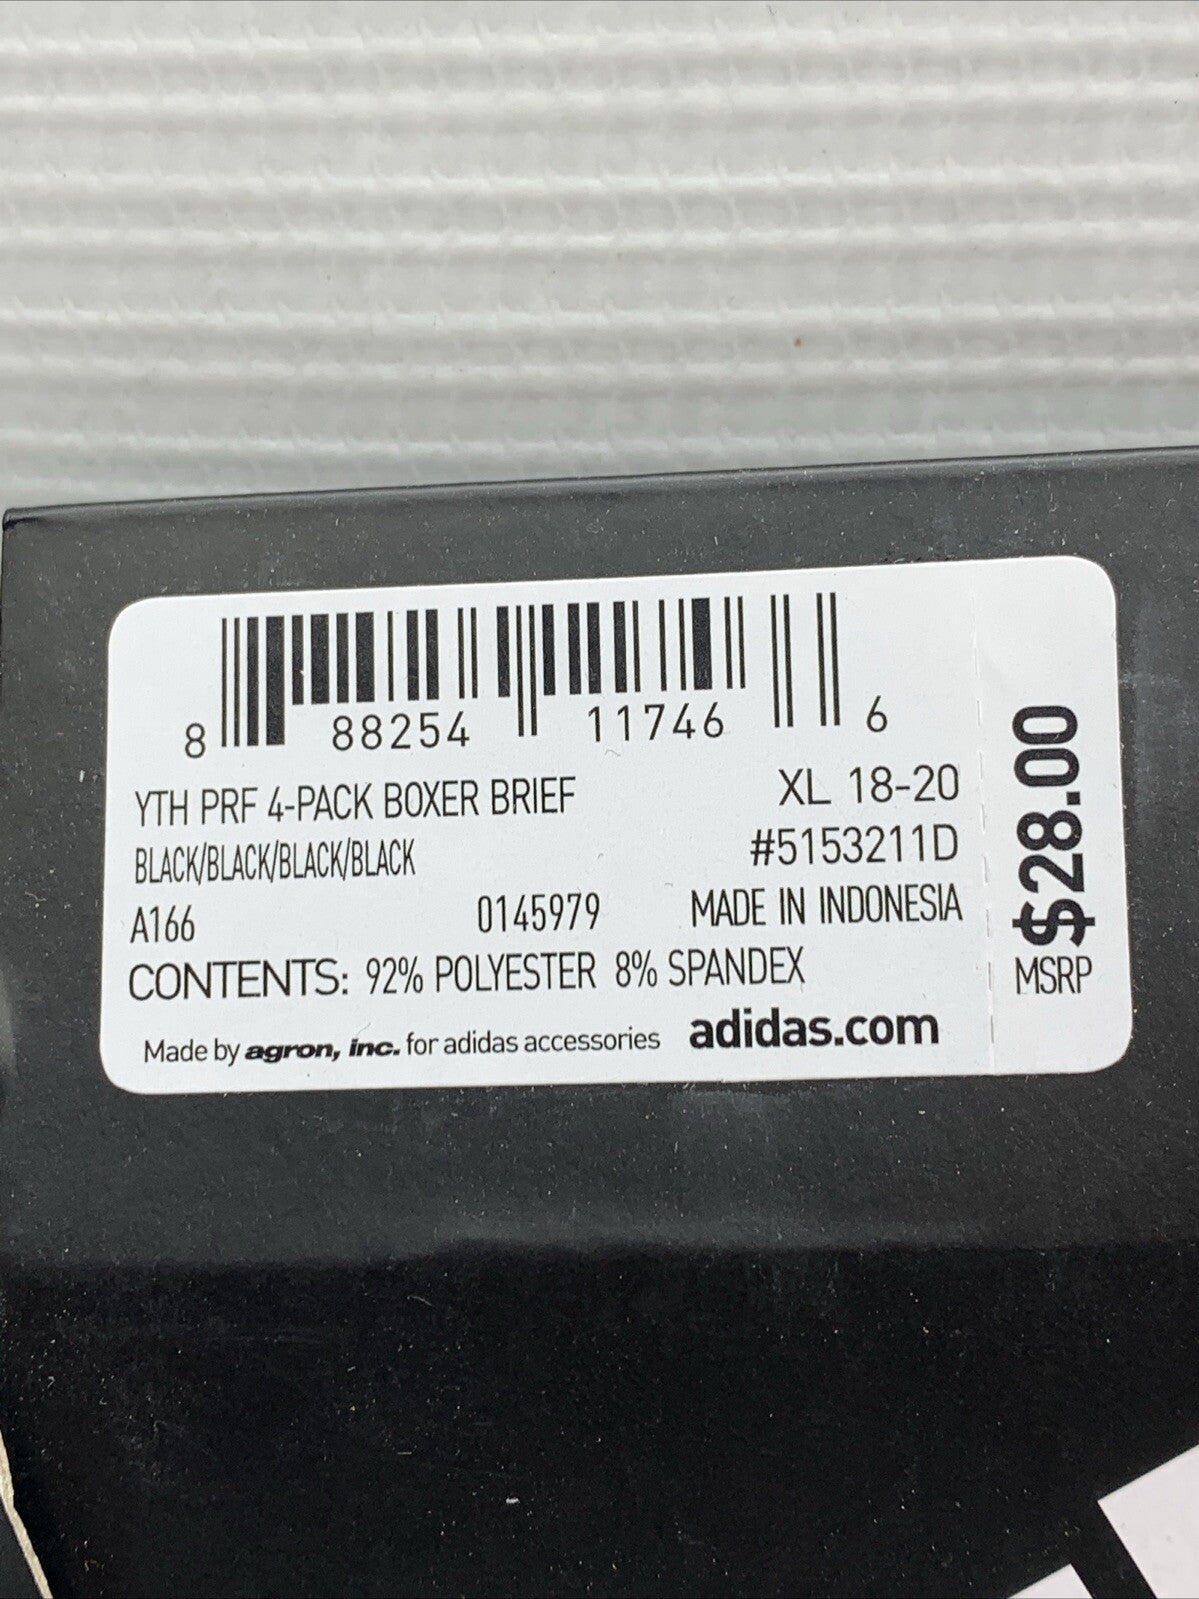 8 88254 11746 6
YTH PRF 4-PACK BOXER BRIEF XL 18-20
BLACK/BLACK/BLACK/BLACK #5153211D
A166 0145979 MADE IN INDONESIA
CONTENTS: 92% POLYESTER 8% SPANDEX
Made by agron, inc. for adidas accessories adidas.com
$28.00
MSRP